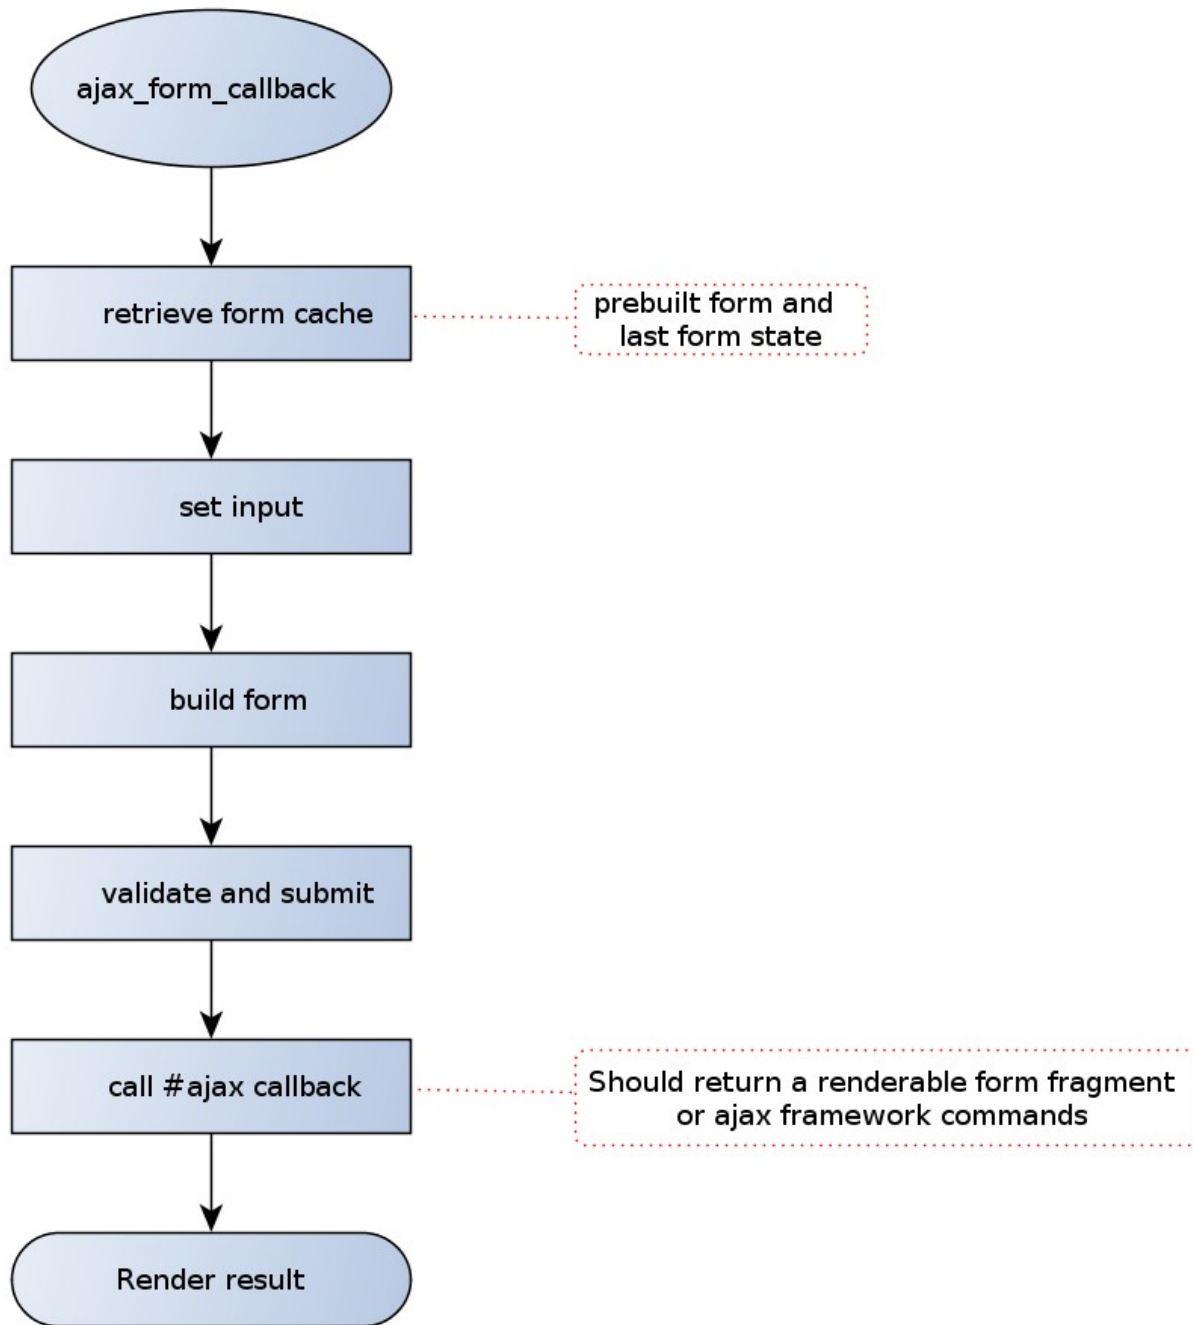 ajax_form_callback
retrieve form cache
prebuilt form and
last form state
set input
build form
validate and submit
call #ajax callback
Should return a renderable form fragment
or ajax framework commands
Render result